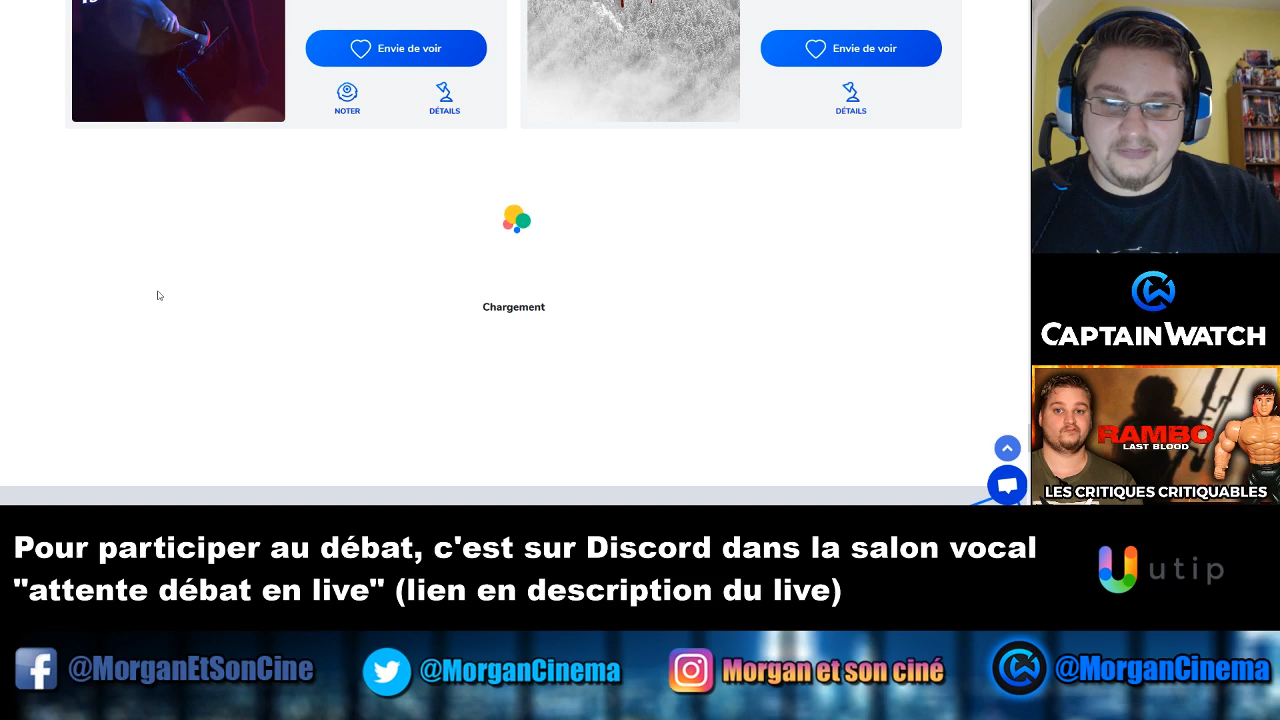 Envie de voir
Envie de voir
NOTER
DÉTAILS
DÉTAILS
Chargement
CAPTAINWATCH
RAMBO
LAST BLOOD
LES CRITIQUES CRITIQUABLES
Pour participer au débat, c'est sur Discord dans la salon vocal
"attente débat en live" (lien en description du live)
utip
@MorganEtSonCine
@MorganCinema
Morgan et son ciné
@MorganCinema